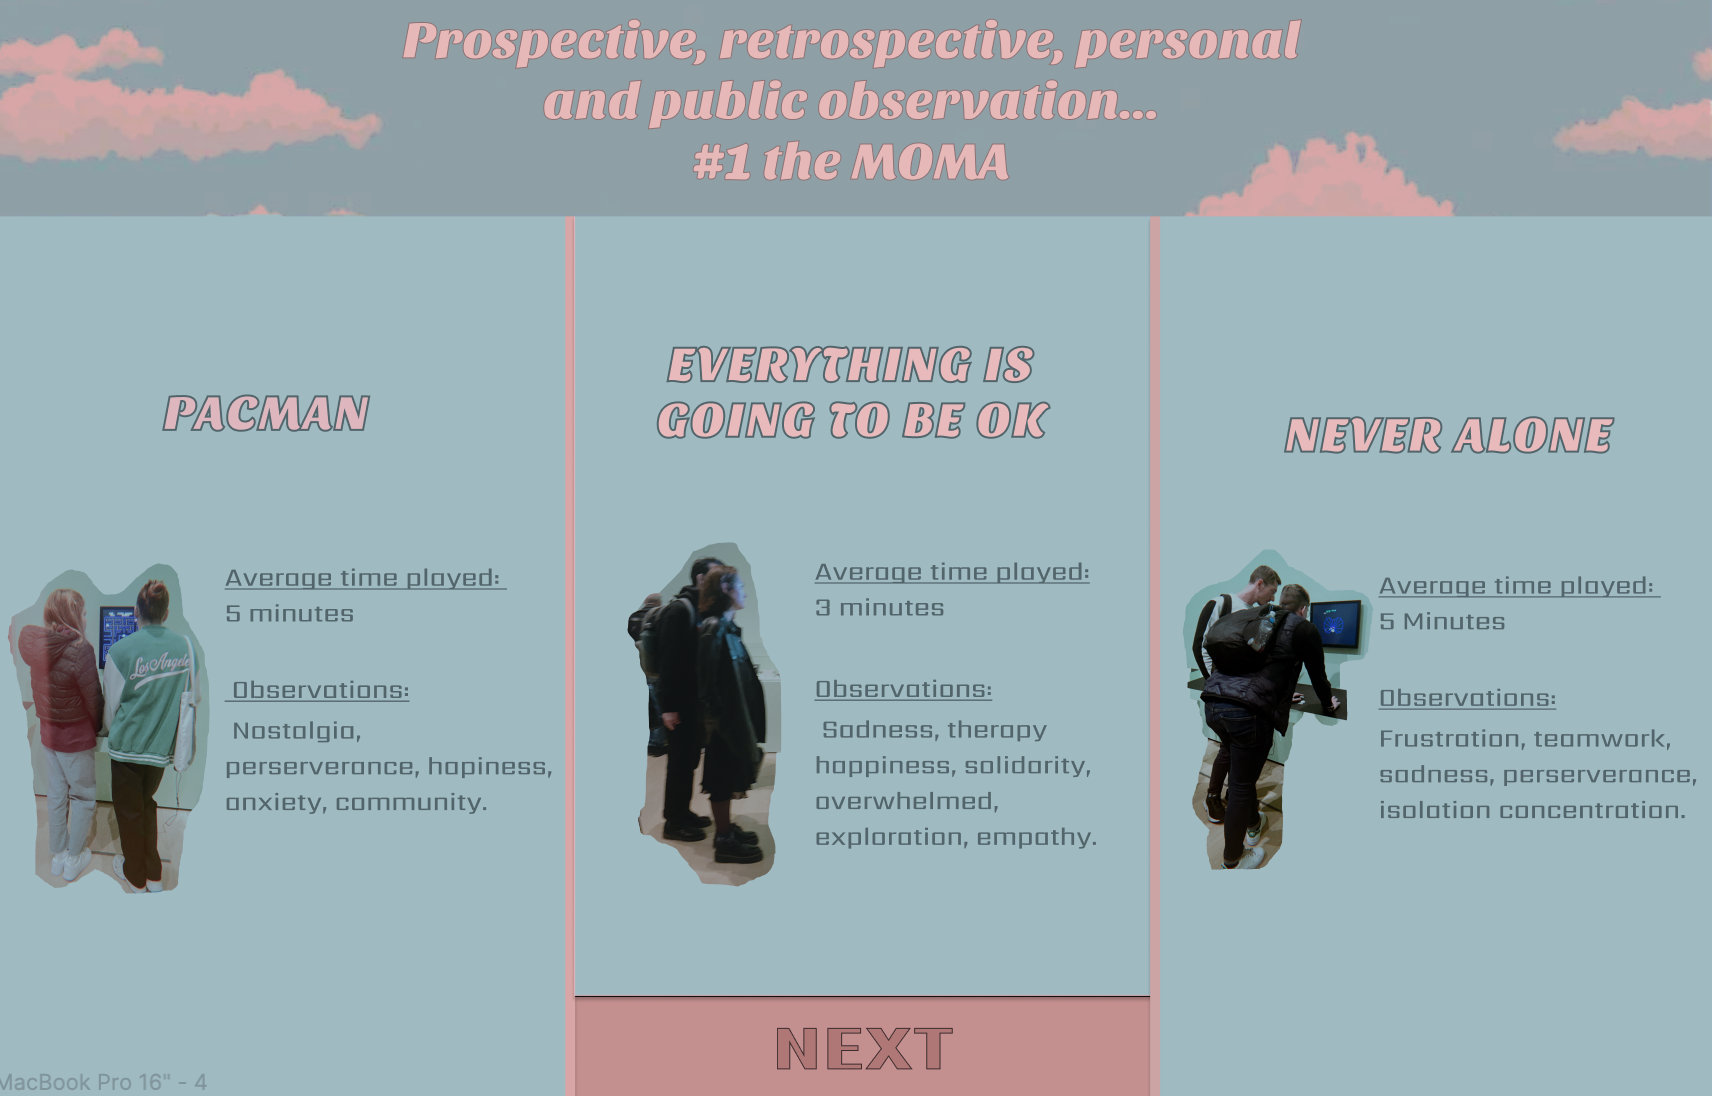 Prospective, retrospective, personal
and public observation...
#1 the MOMA
PACMAN
Average time played:
5 minutes
Observations:
Nostalgia,
perserverance, hapiness,
anxiety, community.
Los Angele
EVERYTHING IS
GOING TO BE OK
Average time played:
3 minutes
Observations:
Sadness, therapy
happiness, solidarity,
overwhelmed,
exploration, empathy.
NEVER ALONE
Average time played:
5 Minutes
Observations:
Frustration, teamwork,
sadness, perserverance,
isolation concentration.
NEXT
MacBook Pro 16" - 4